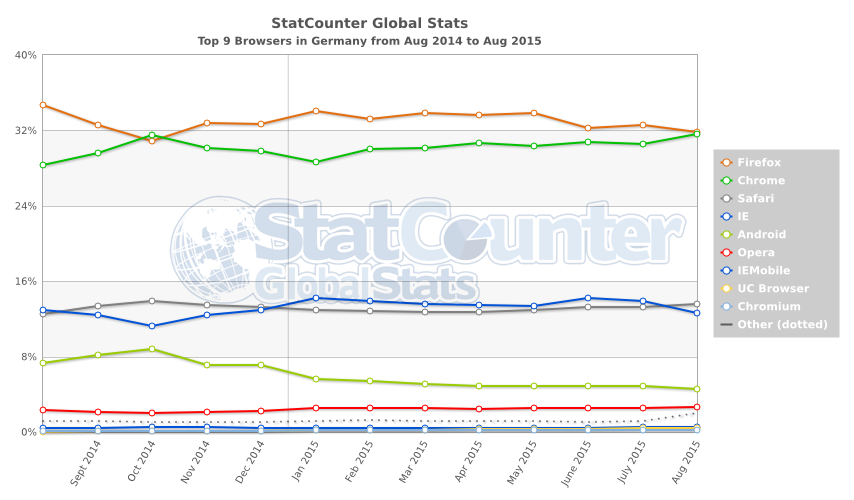 StatCounter Global Stats
Top 9 Browsers in Germany from Aug 2014 to Aug 2015
40%
32%
24%
16%
8%
0%
StatCounter
GlobalStats
Sept 2014
Oct 2014
Nov 2014
Dec 2014
Jan 2015
Feb 2015
Mar 2015
Apr 2015
May 2015
June 2015
July 2015
Aug 2015
Firefox
Chrome
Safari
IE
Android
Opera
IEMobile
UC Browser
Chromium
Other (dotted)